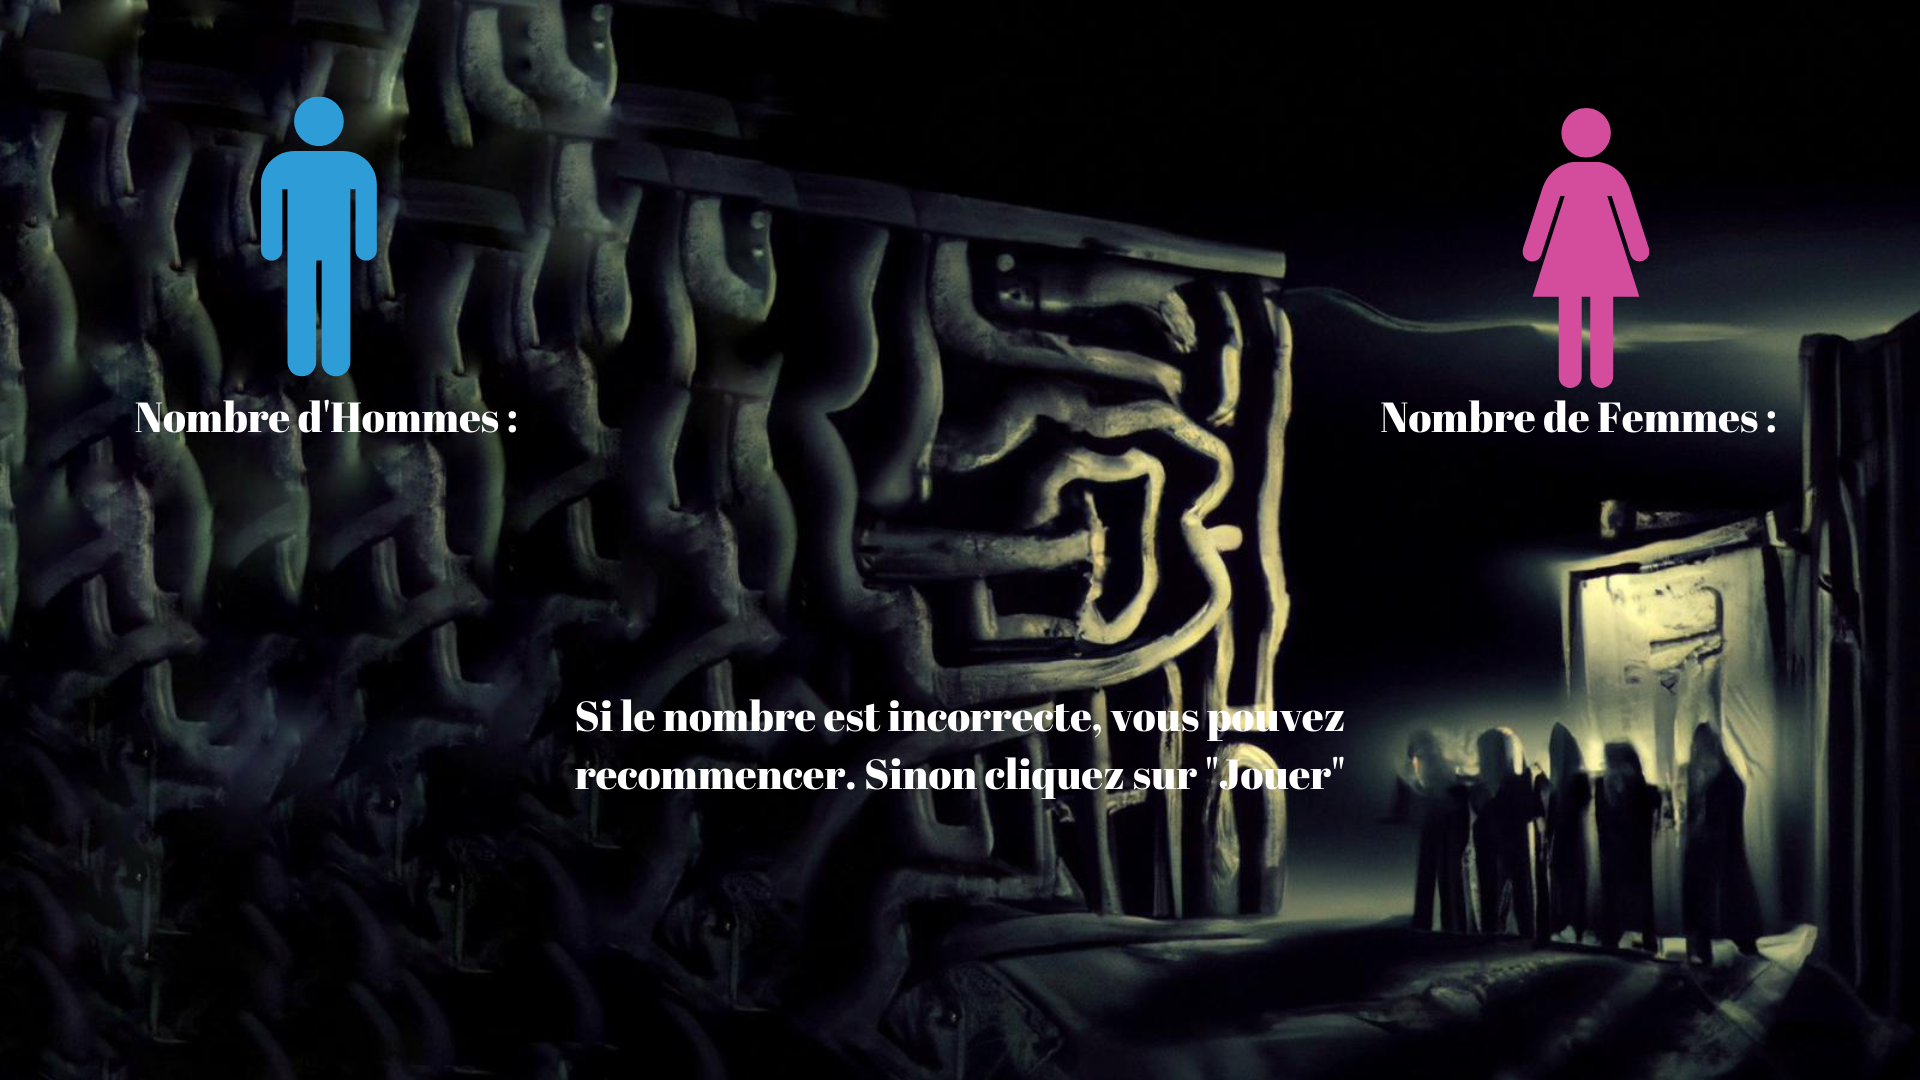 Nombre d'Hommes :
Nombre de Femmes :
Si le nombre est incorrecte, vous pouvez
recommencer. Sinon cliquez sur "Jouer"